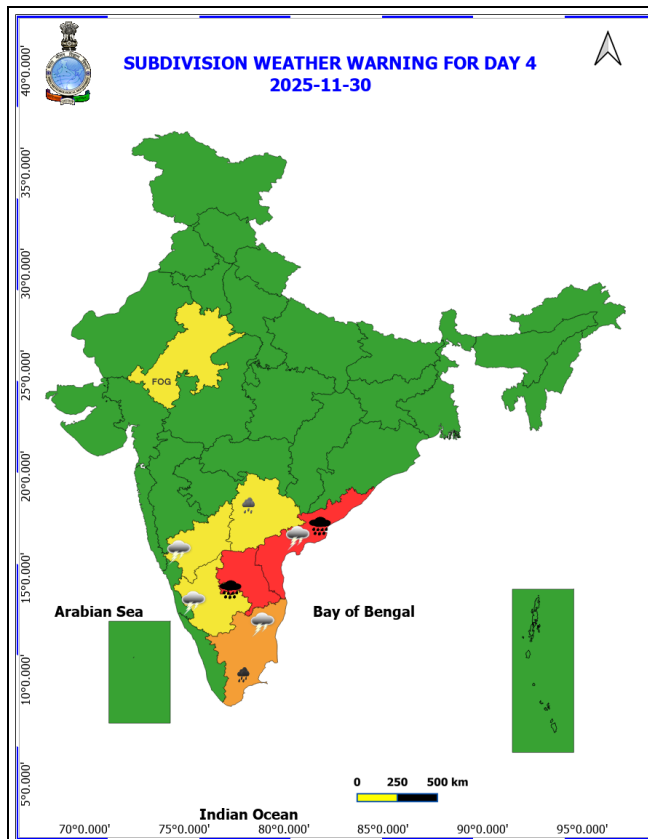 SUBDIVISION WEATHER WARNING FOR DAY 4
2025-11-30
40°0.000'
35°0.000'
30°0.000'
25°0.000'
20°0.000'
15°0.000'
10°0.000'
5°0.000'
FOG
Arabian Sea
Bay of Bengal
Indian Ocean
0 250 500 km
70°0.000' 75°0.000' 80°0.000' 85°0.000' 90°0.000' 95°0.000'